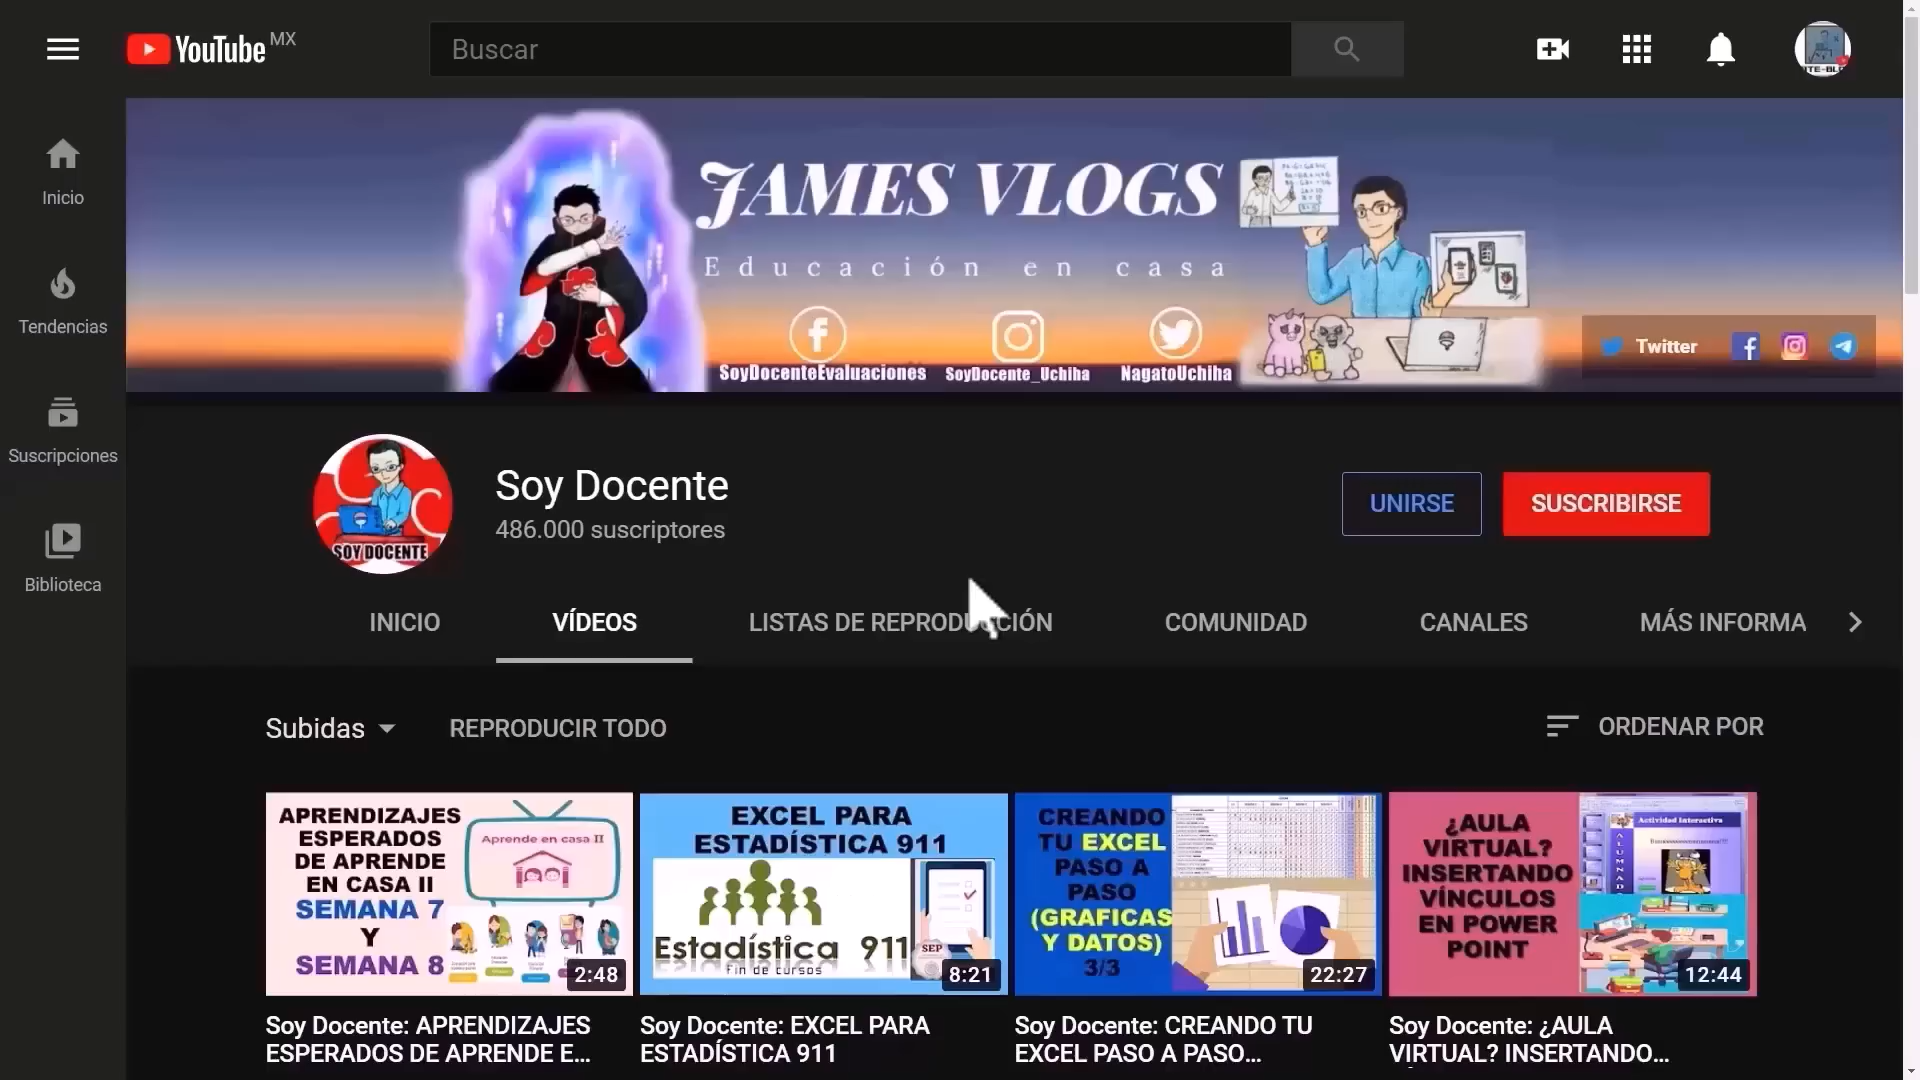 YouTube MX
Buscar
Inicio
Tendencias
Suscripciones
Biblioteca
JAMES VLOGS
Educación en casa
SoyDocenteEvaluaciones
SoyDocente_Uchiha
NagatoUchiha
Twitter
SOY DOCENTE
Soy Docente
486.000 suscriptores
UNIRSE
SUSCRIBIRSE
INICIO
VÍDEOS
LISTAS DE REPRODUCCIÓN
COMUNIDAD
CANALES
MÁS INFORMA
Subidas
REPRODUCIR TODO
ORDENAR POR
APRENDIZAJES
ESPERADOS
DE APRENDE
EN CASA II
SEMANA 7
Y
SEMANA 8
Aprende en casa II
2:48
EXCEL PARA
ESTADÍSTICA 911
Estadística 911
fin de cursos
SEP
8:21
CREANDO
TU EXCEL
PASO A
PASO
(GRAFICAS
Y DATOS)
3/3
22:27
¿AULA
VIRTUAL?
INSERTANDO
VÍNCULOS
EN POWER
POINT
Actividad Interactiva
12:44
Soy Docente: APRENDIZAJES
ESPERADOS DE APRENDE E...
Soy Docente: EXCEL PARA
ESTADÍSTICA 911
Soy Docente: CREANDO TU
EXCEL PASO A PASO...
Soy Docente: ¿AULA
VIRTUAL? INSERTANDO...